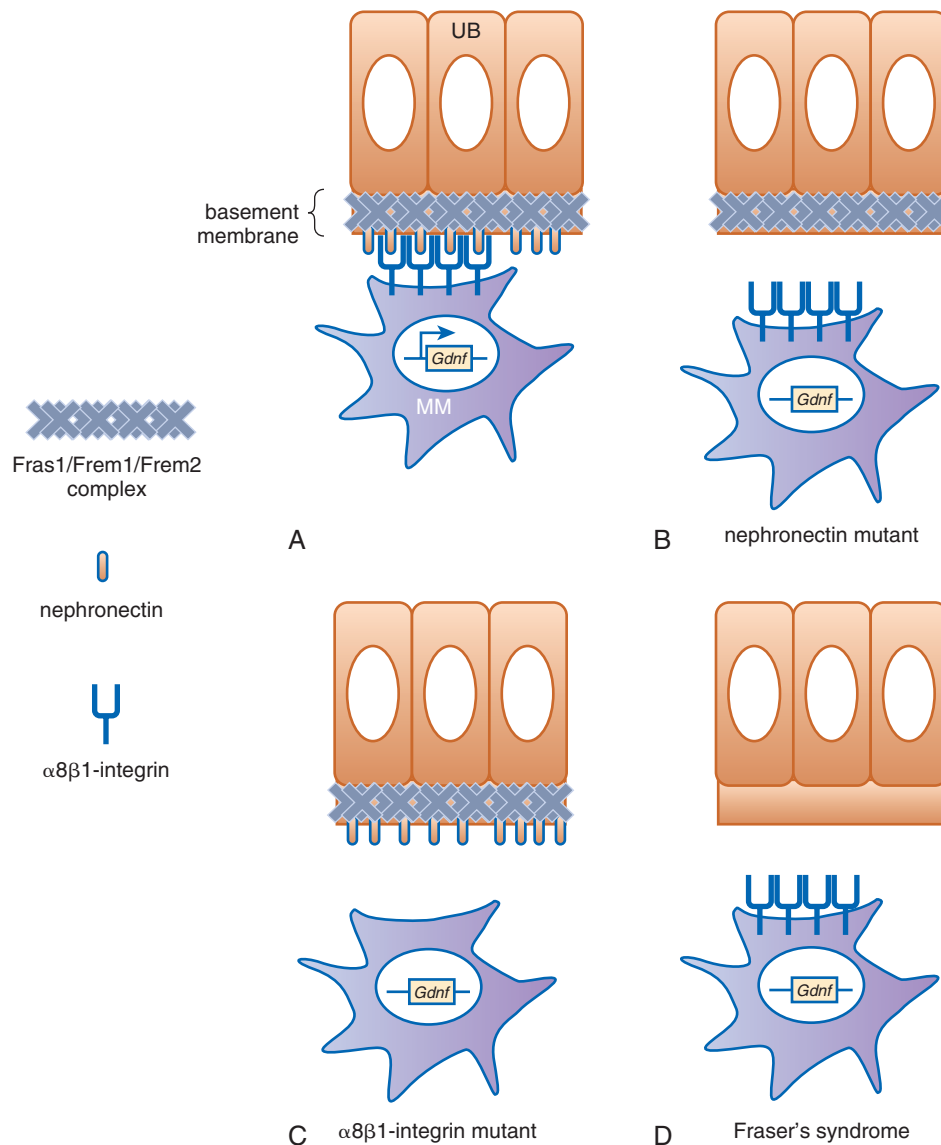 UB
basement
membrane
Gdnf
MM
A
Gdnf
B
nephronectin mutant
Fras1/Frem1/Frem2
complex
nephronectin
α8β1-integrin
Gdnf
C
α8β1-integrin mutant
Gdnf
D
Fraser's syndrome